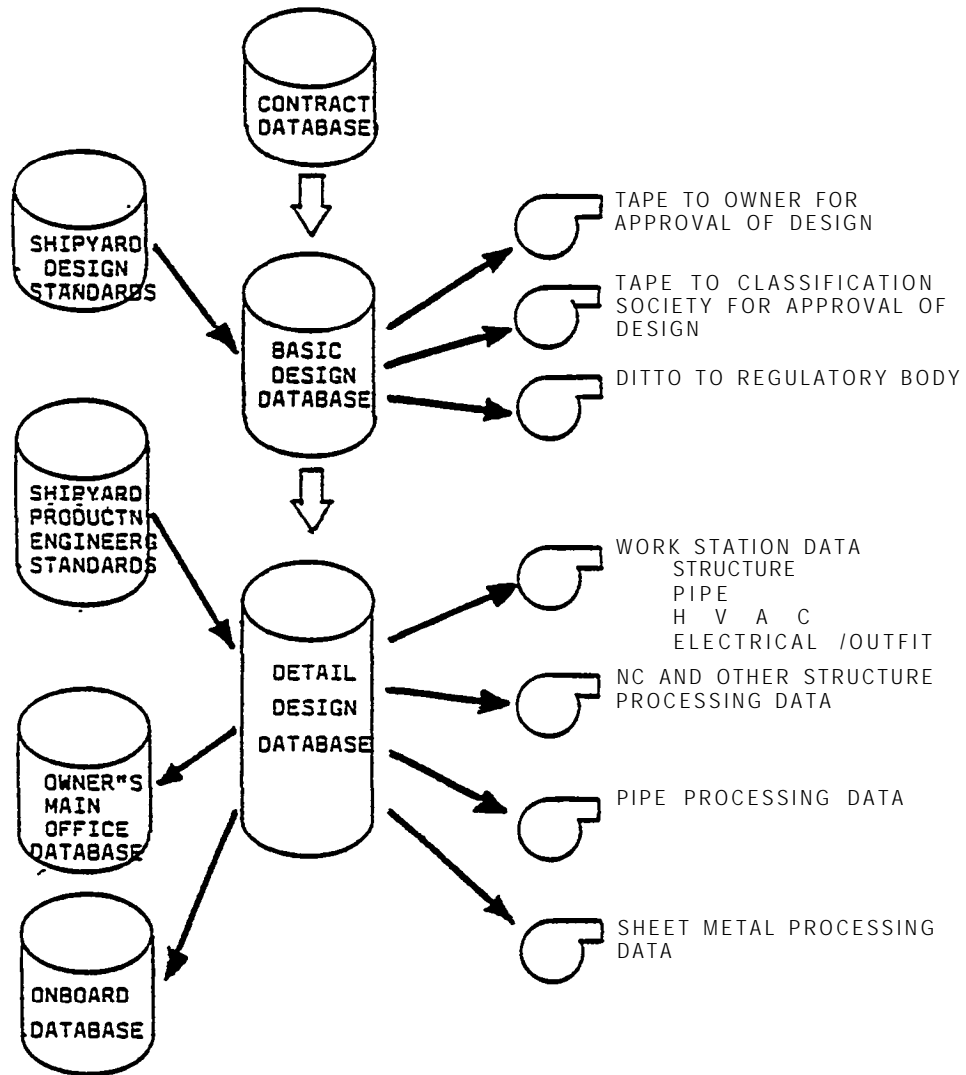 CONTRACT
DATABASE
SHIPYARD
DESIGN
STANDARDS
TAPE TO OWNER FOR
APPROVAL OF DESIGN
TAPE TO CLASSIFICATION
SOCIETY FOR APPROVAL OF
DESIGN
BASIC
DESIGN
DATABASE
DITTO TO REGULATORY BODY
SHIPYARD
PRODUCTN
ENGINEERG
STANDARDS
WORK STATION DATA
STRUCTURE
PIPE
H V A C
ELECTRICAL /OUTFIT
DETAIL
DESIGN
DATABASE
NC AND OTHER STRUCTURE
PROCESSING DATA
OWNER"S
MAIN
OFFICE
DATABASE
PIPE PROCESSING DATA
SHEET METAL PROCESSING
DATA
ONBOARD
DATABASE